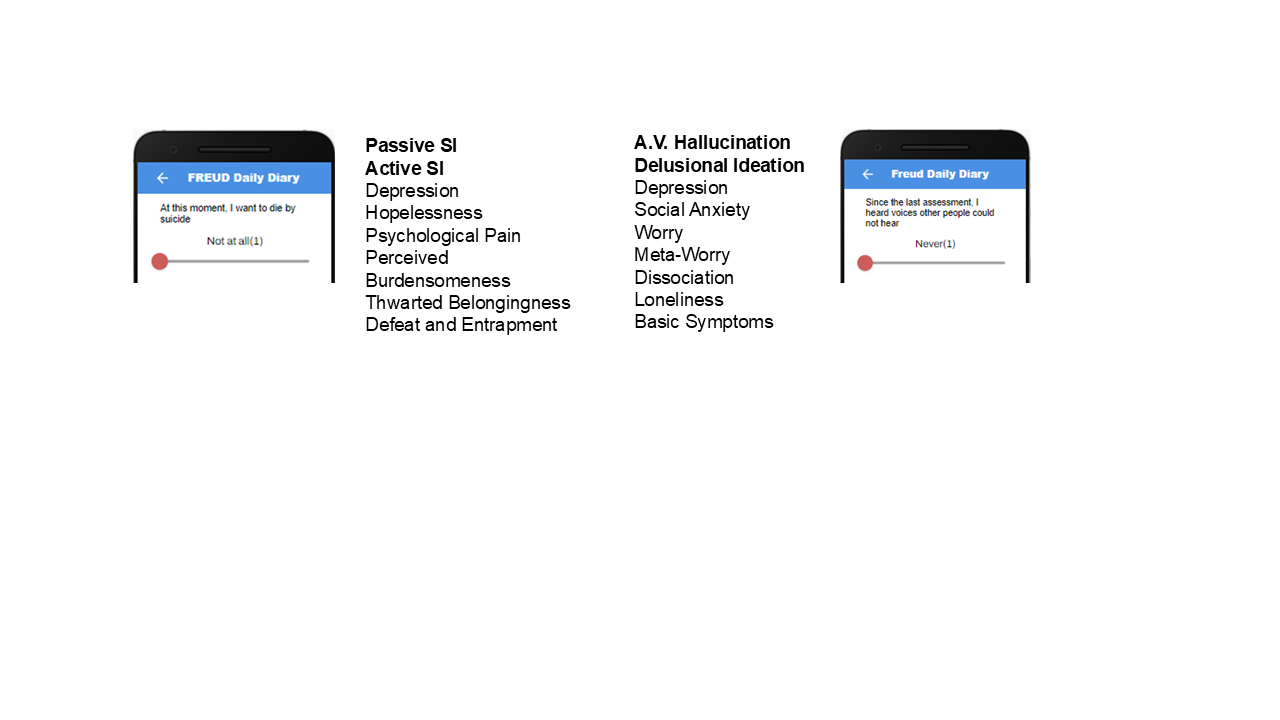 FREUD Daily Diary
At this moment, I want to die by
suicide
Not at all(1)
Passive SI
Active SI
Depression
Hopelessness
Psychological Pain
Perceived
Burdensomeness
Thwarted Belongingness
Defeat and Entrapment
A.V. Hallucination
Delusional Ideation
Depression
Social Anxiety
Worry
Meta-Worry
Dissociation
Loneliness
Basic Symptoms
Freud Daily Diary
Since the last assessment, I
heard voices other people could
not hear
Never(1)